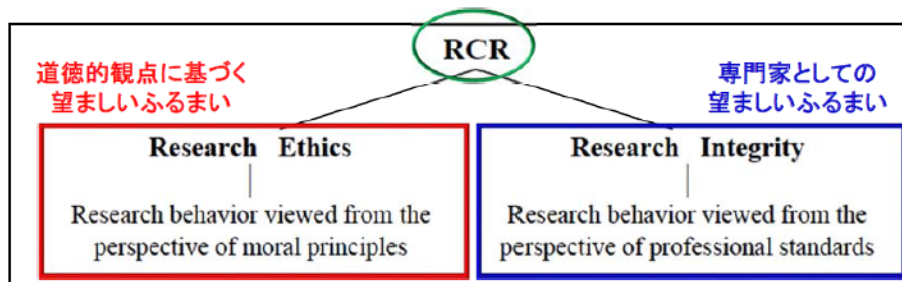 RCR
道徳的観点に基づく
望ましいふるまい
専門家としての
望ましいふるまい
Research Ethics
Research behavior viewed from the
perspective of moral principles
Research Integrity
Research behavior viewed from the
perspective of professional standards